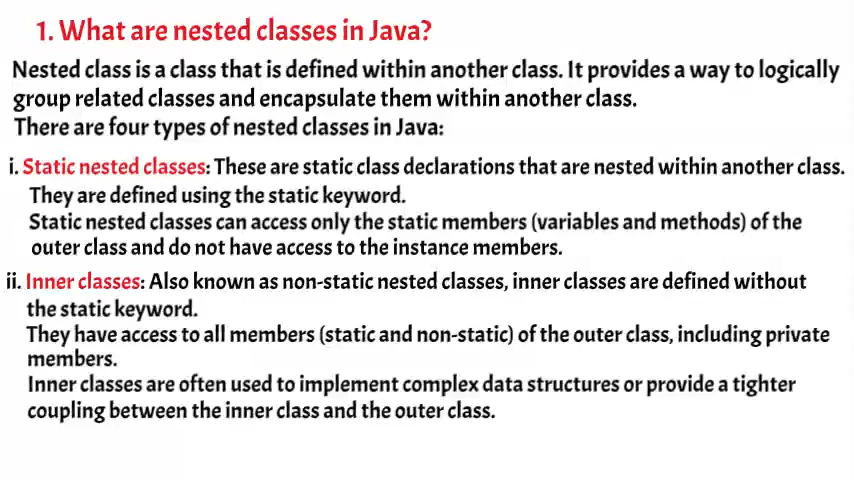 1. What are nested classes in Java?
Nested class is a class that is defined within another class. It provides a way to logically
group related classes and encapsulate them within another class.
There are four types of nested classes in Java:
i. Static nested classes: These are static class declarations that are nested within another class.
They are defined using the static keyword.
Static nested classes can access only the static members (variables and methods) of the
outer class and do not have access to the instance members.
ii. Inner classes: Also known as non-static nested classes, inner classes are defined without
the static keyword.
They have access to all members (static and non-static) of the outer class, including private
members.
Inner classes are often used to implement complex data structures or provide a tighter
coupling between the inner class and the outer class.